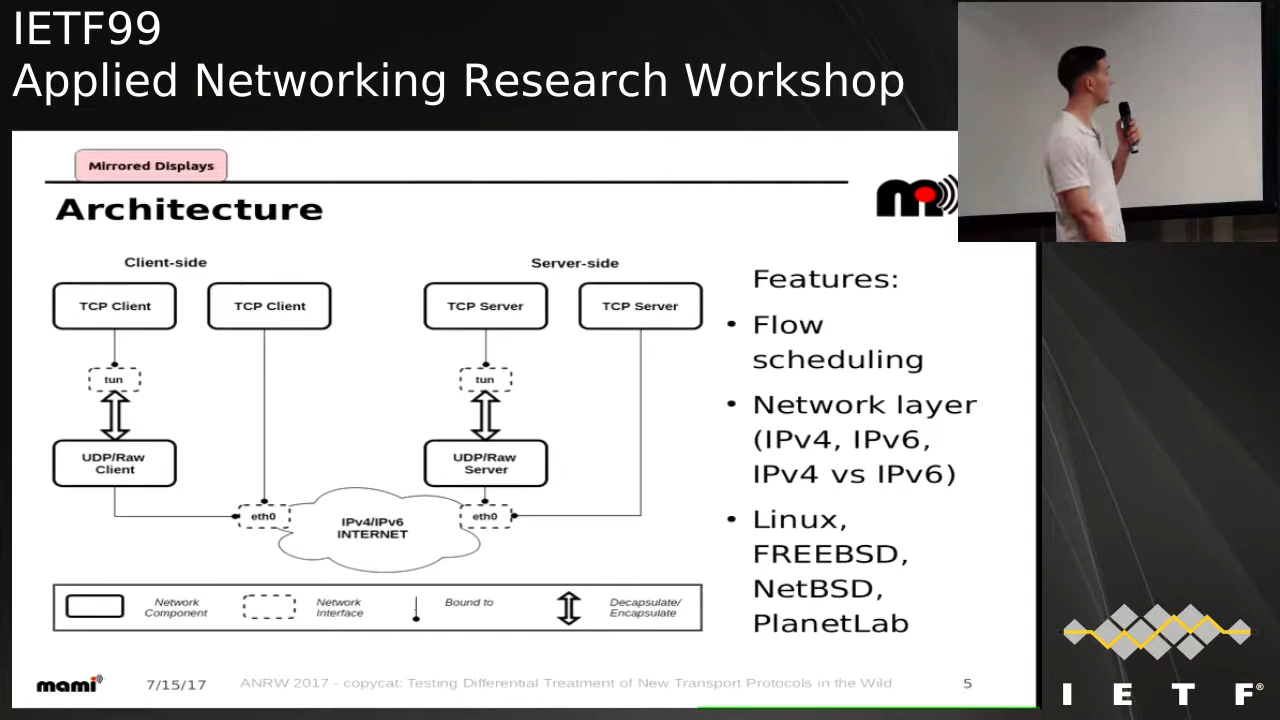 IETF99
Applied Networking Research Workshop
Mirrored Displays
Architecture
Client-side
Server-side
TCP Client
TCP Client
TCP Server
TCP Server
tun
tun
UDP/Raw
Client
UDP/Raw
Server
eth0
IPv4/IPv6
INTERNET
eth0
Network
Component
Network
Interface
Bound to
Decapsulate/
Encapsulate
Features:
• Flow
scheduling
• Network layer
(IPv4, IPv6,
IPv4 vs IPv6)
• Linux,
FREEBSD,
NetBSD,
PlanetLab
mami
7/15/17
ANRW 2017 - copycat: Testing Differential Treatment of New Transport Protocols in the Wild
5
I E T F®